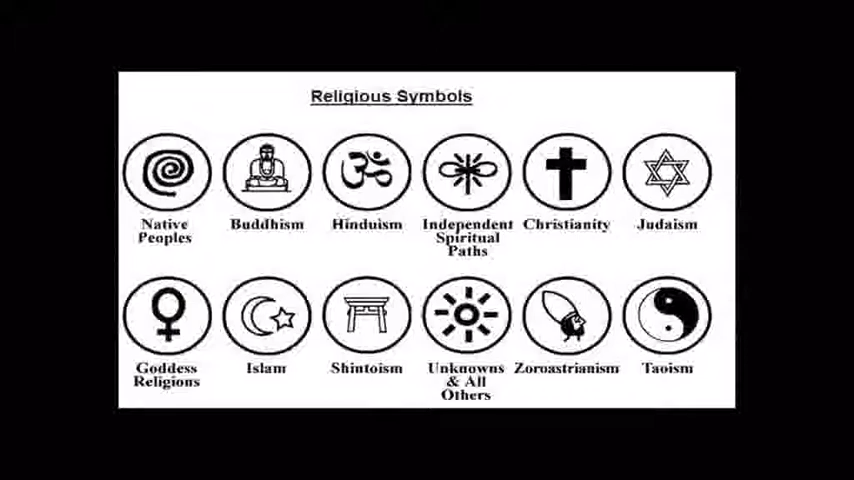 Religious Symbols
Native
Peoples
Buddhism
Hinduism
Independent
Spiritual
Paths
Christianity
Judaism
Goddess
Religions
Islam
Shintoism
Unknowns
& All
Others
Zoroastrianism
Taoism